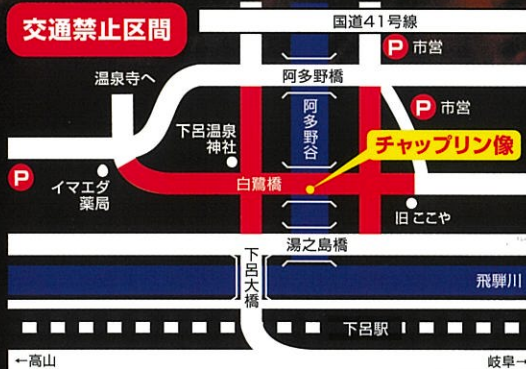 交通禁止区間
国道41号線
P 市営
温泉寺へ
阿多野橋
阿多野谷
P 市営
下呂温泉
神社
チャップリン像
P
イマエダ
薬局
白鷺橋
旧 ここや
湯之島橋
下呂大橋
飛騨川
下呂駅
←高山
岐阜→